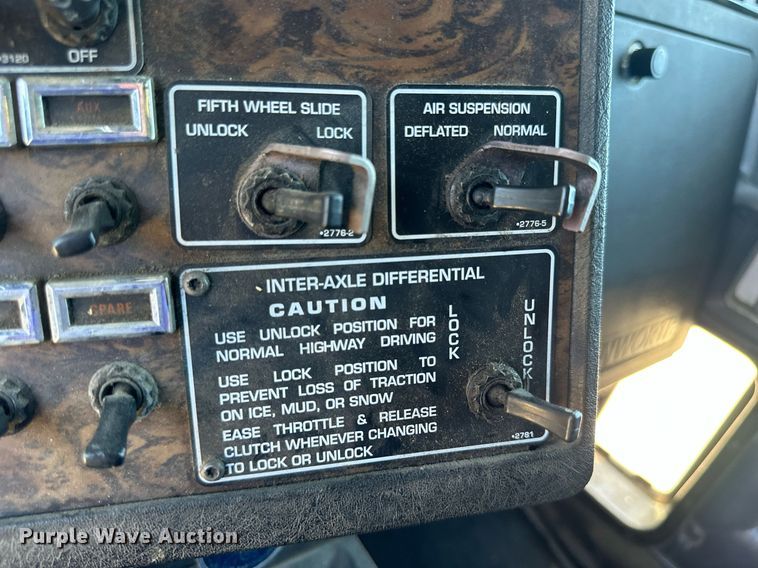 •3120 OFF
AUX
FIFTH WHEEL SLIDE
UNLOCK LOCK
•2776-2
AIR SUSPENSION
DEFLATED NORMAL
•2776-5
SPARE
INTER-AXLE DIFFERENTIAL
CAUTION
USE UNLOCK POSITION FOR
NORMAL HIGHWAY DRIVING
USE LOCK POSITION TO
PREVENT LOSS OF TRACTION
ON ICE, MUD, OR SNOW
EASE THROTTLE & RELEASE
CLUTCH WHENEVER CHANGING
TO LOCK OR UNLOCK
LOCK
UNLOCK
•2781
Purple Wave Auction